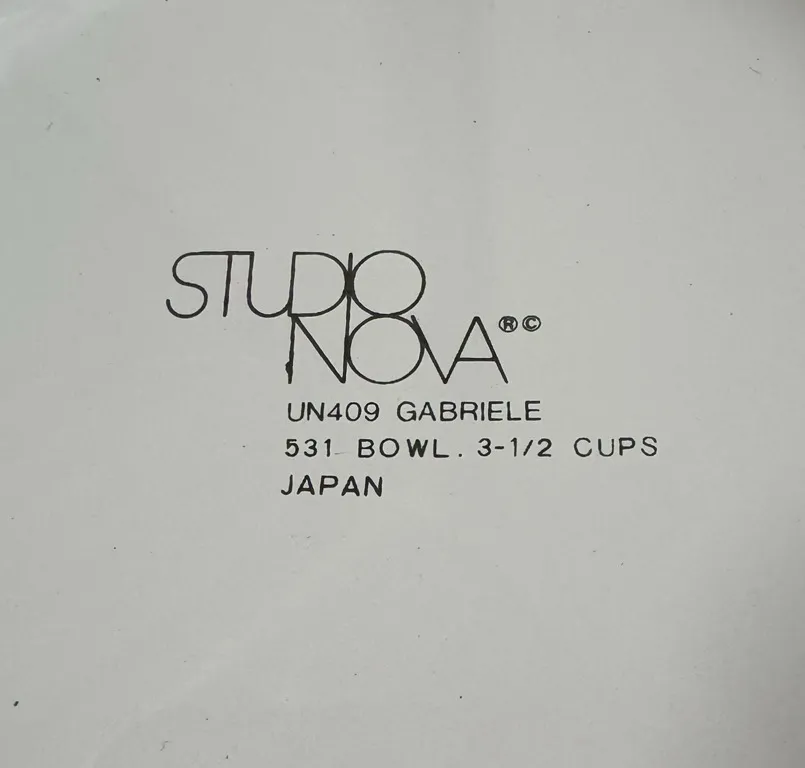 STUDIO
NOVA®©
UN409 GABRIELE
531 BOWL. 3-1/2 CUPS
JAPAN